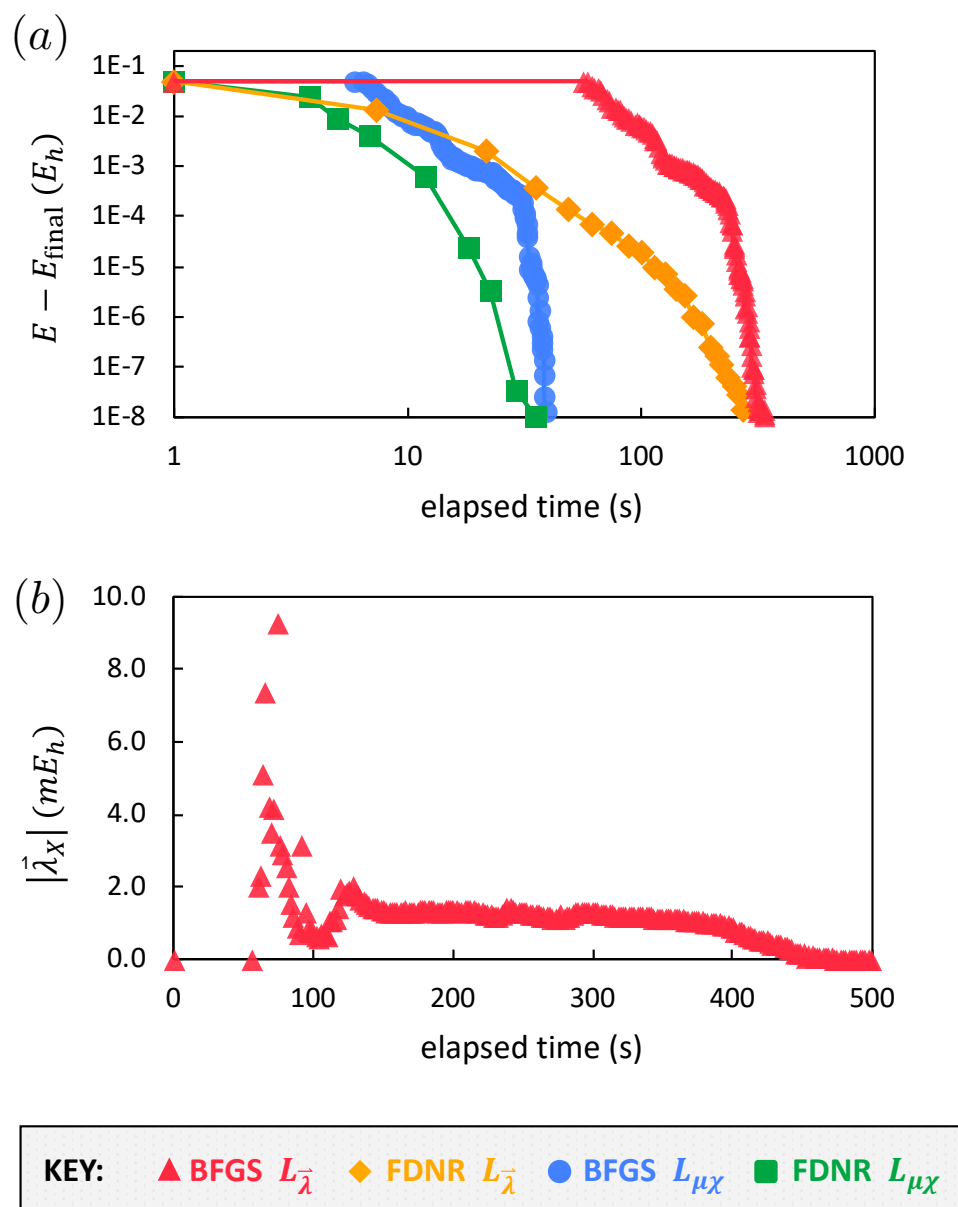 (a)
E − E_final (E_h)
1E-1
1E-2
1E-3
1E-4
1E-5
1E-6
1E-7
1E-8
1 10 100 1000
elapsed time (s)
(b)
|λ⃗_X| (mE_h)
10.0
8.0
6.0
4.0
2.0
0.0
0 100 200 300 400 500
elapsed time (s)
KEY: BFGS L_λ⃗ FDNR L_λ⃗ BFGS L_μχ FDNR L_μχ